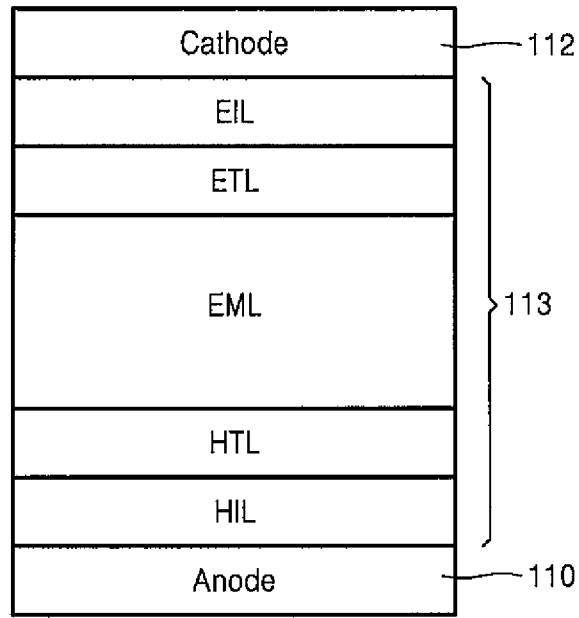 Cathode 112
EIL
ETL
EML 113
HTL
HIL
Anode 110